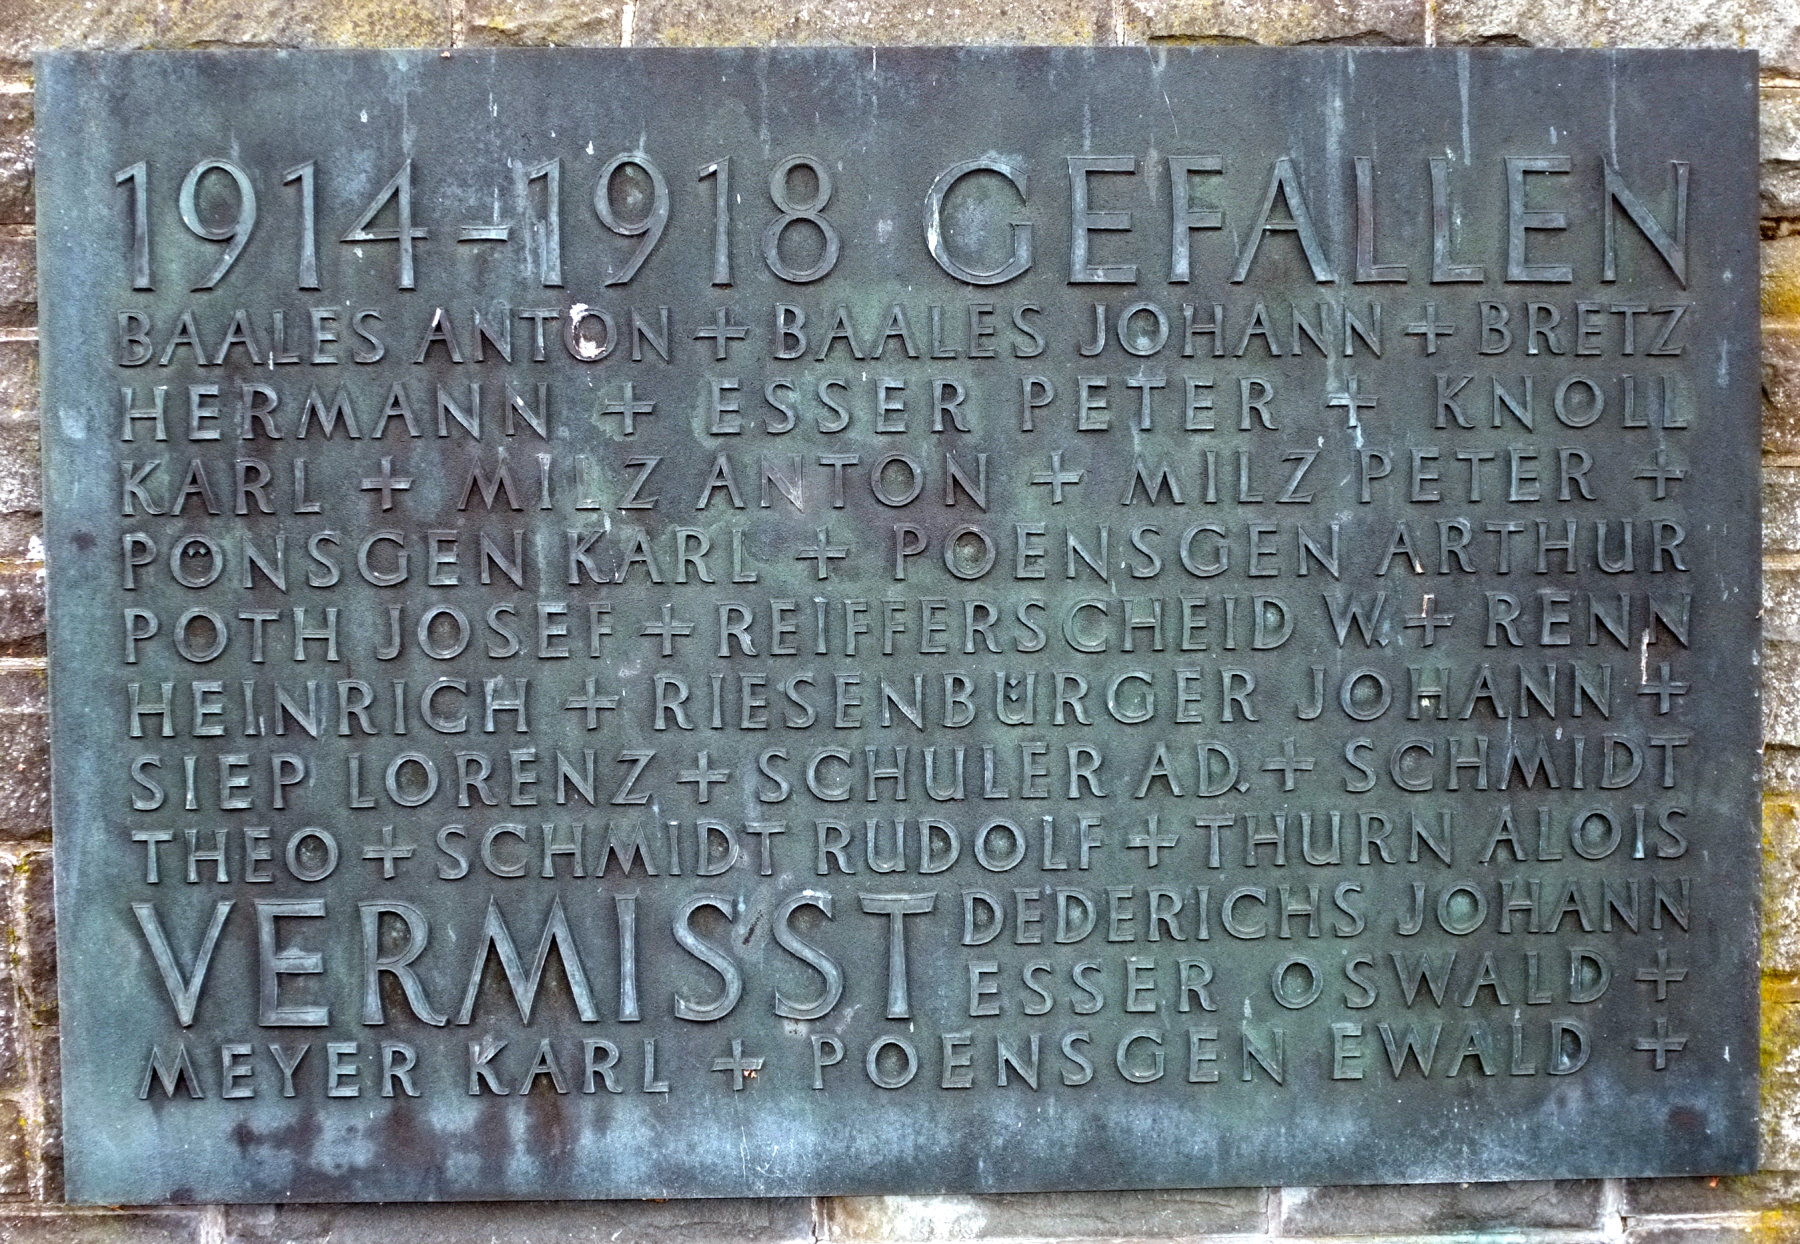 1914-1918 GEFALLEN
BAALES ANTON + BAALES JOHANN + BRETZ
HERMANN + ESSER PETER + KNOLL
KARL + MILZ ANTON + MILZ PETER +
PÖNSGEN KARL + POENSGEN ARTHUR
POTH JOSEF + REIFFERSCHEID W. + RENN
HEINRICH + RIESENBÜRGER JOHANN +
SIEP LORENZ + SCHULER AD. + SCHMIDT
THEO + SCHMIDT RUDOLF + THURN ALOIS
VERMISST DEDERICHS JOHANN
ESSER OSWALD +
MEYER KARL + POENSGEN EWALD +